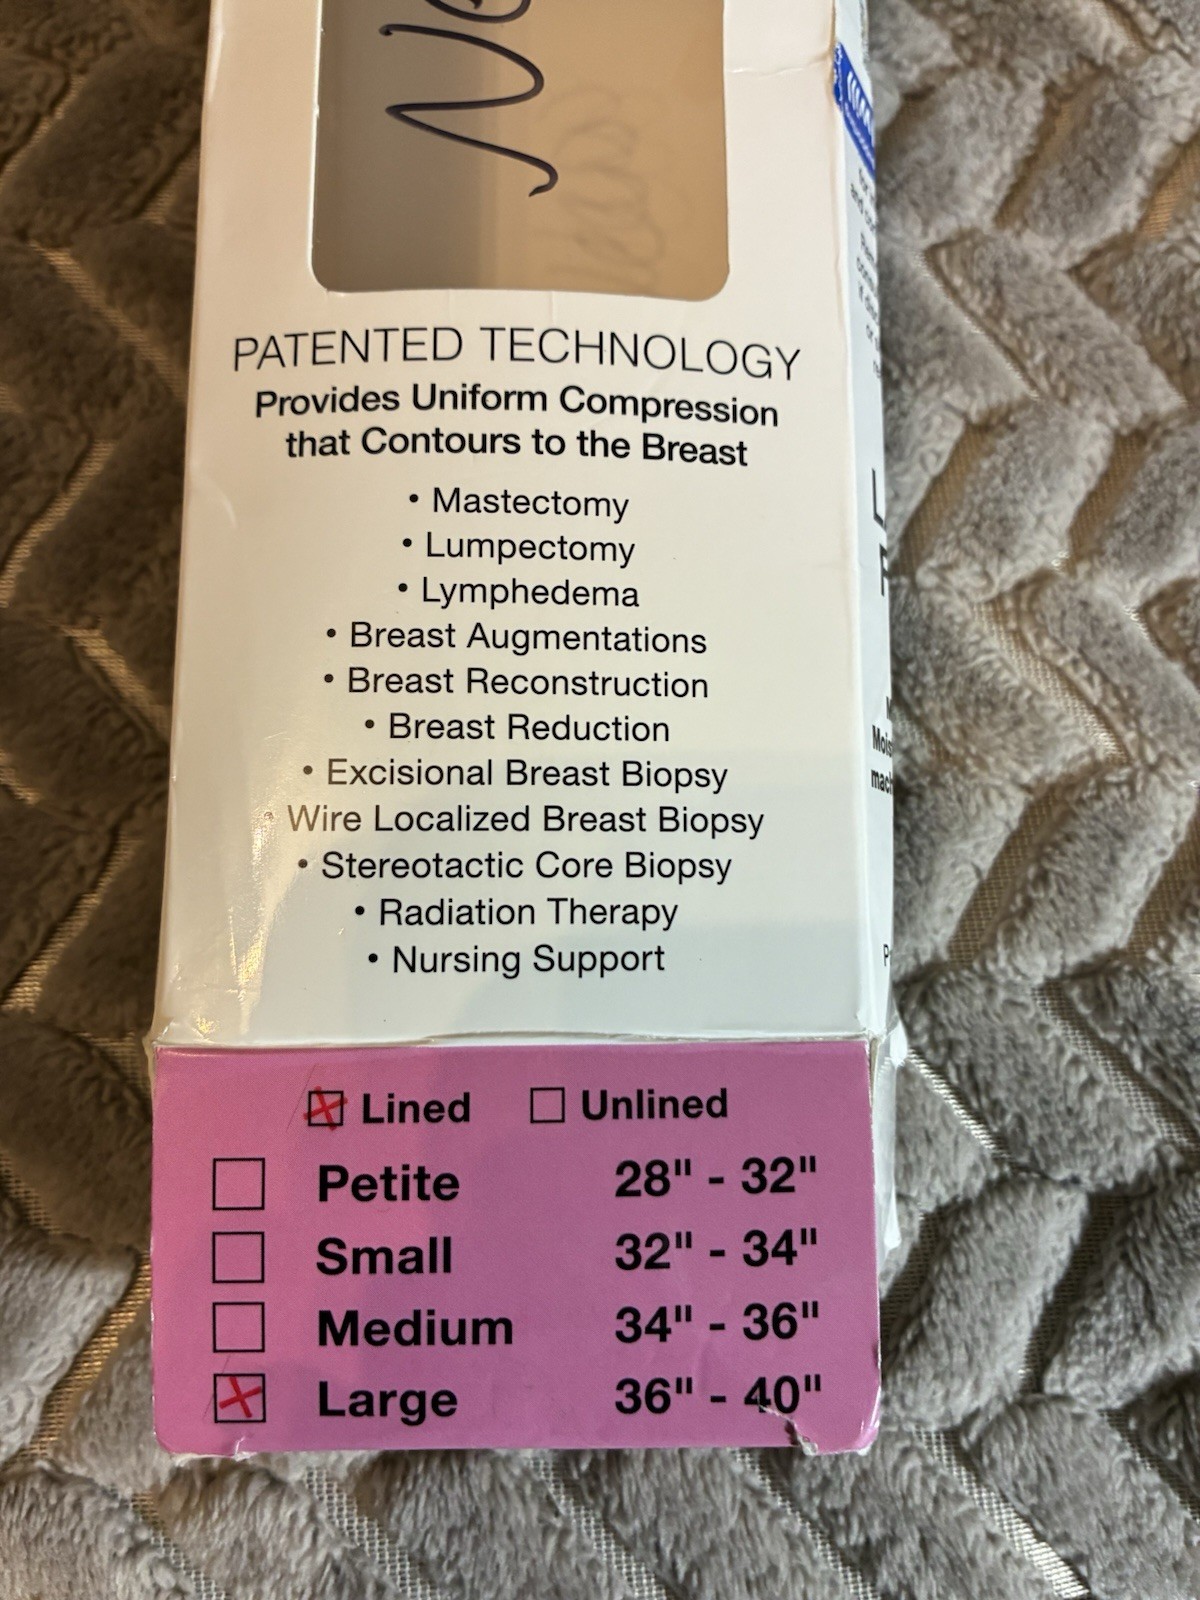 PATENTED TECHNOLOGY
Provides Uniform Compression
that Contours to the Breast
• Mastectomy
• Lumpectomy
• Lymphedema
• Breast Augmentations
• Breast Reconstruction
• Breast Reduction
• Excisional Breast Biopsy
• Wire Localized Breast Biopsy
• Stereotactic Core Biopsy
• Radiation Therapy
• Nursing Support
Lined Unlined
Petite 28" - 32"
Small 32" - 34"
Medium 34" - 36"
Large 36" - 40"